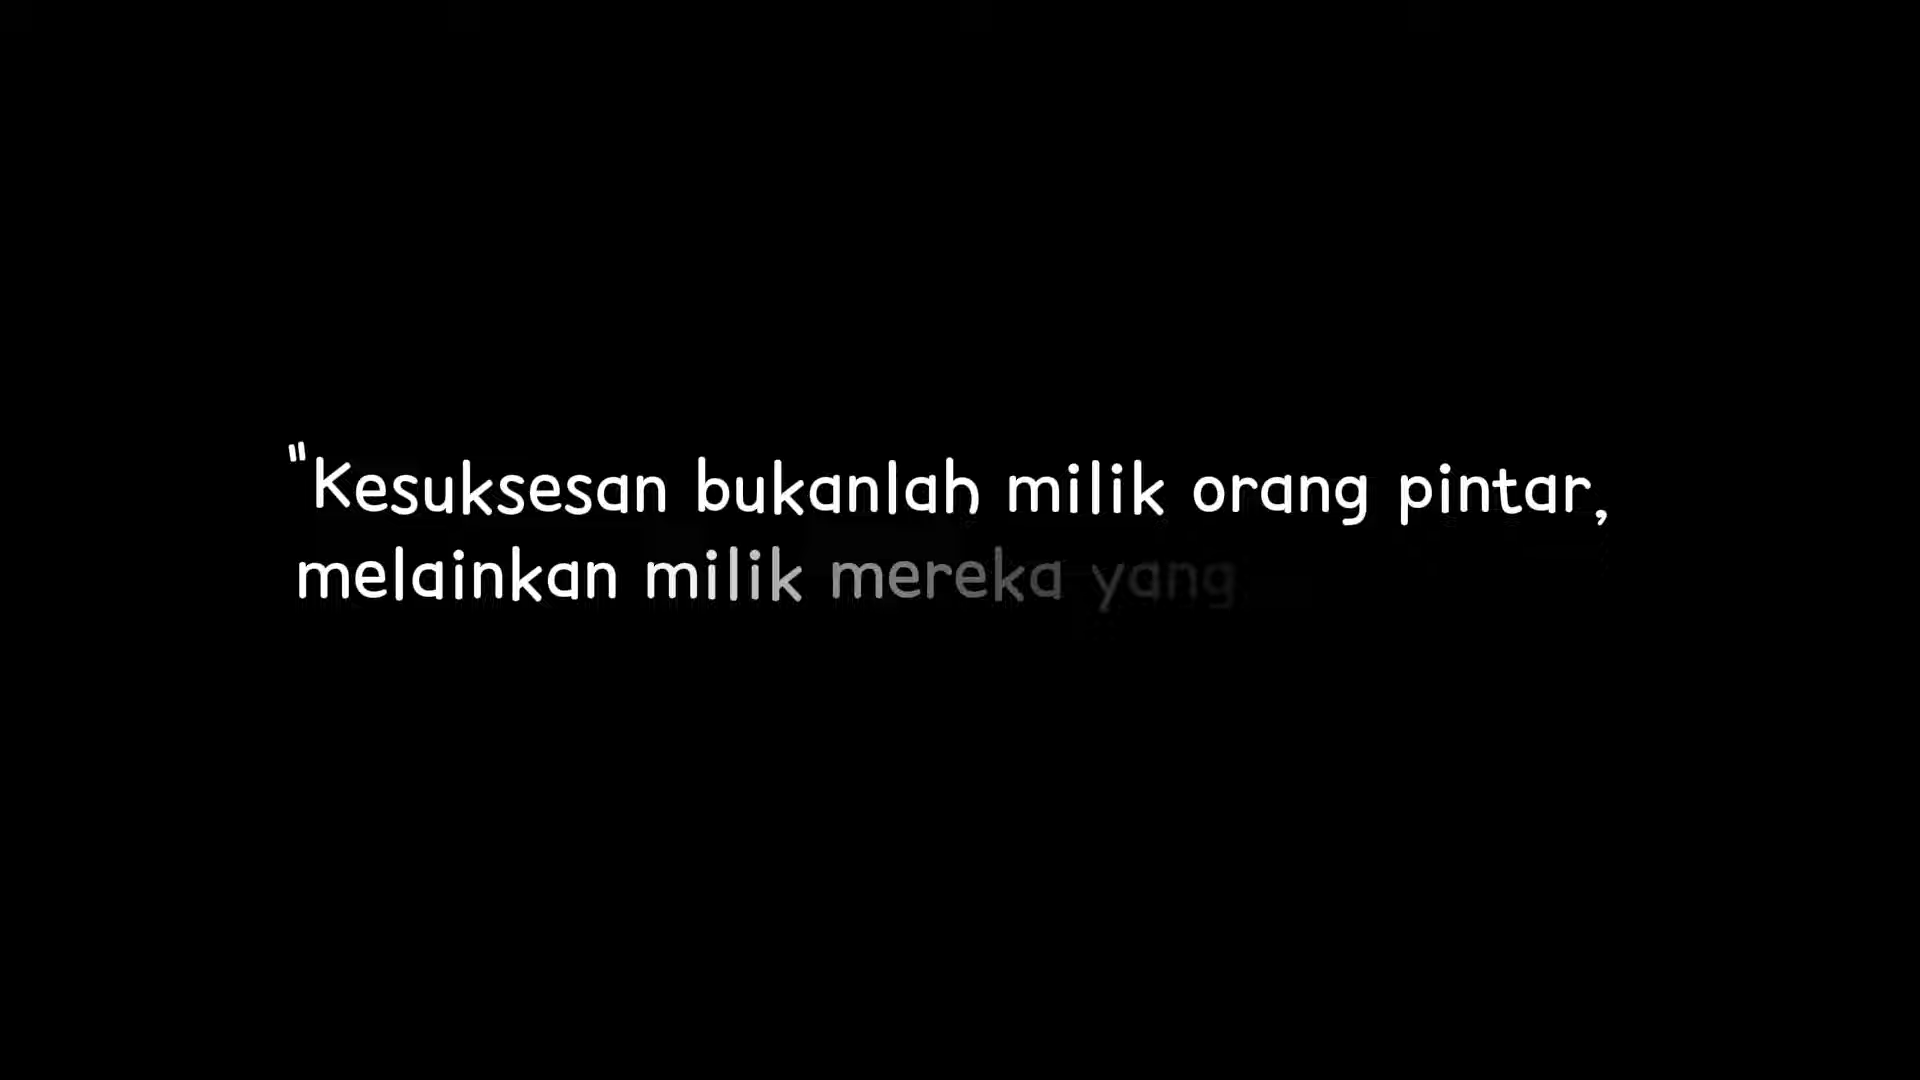 "Kesuksesan bukanlah milik orang pintar,
melainkan milik mereka yang